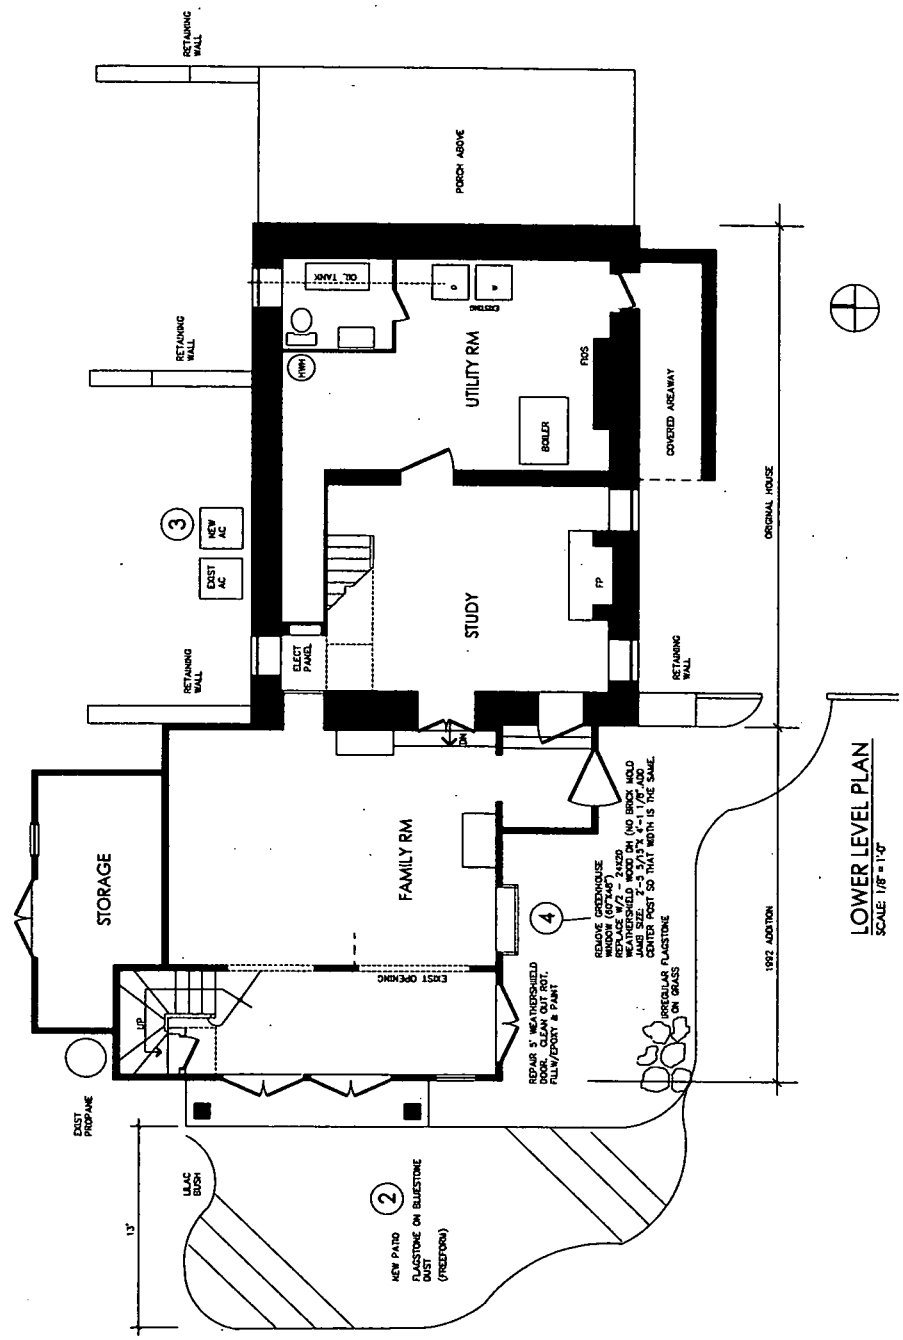 RETAINING
WALL
PORCH ABOVE
OIL TANK
D
W
EXISTING
RETAINING
WALL
HWH
UTILITY RM
FIOS
BOILER
COVERED AREAWAY
ORIGINAL HOUSE
3
NEW
AC
EXIST
AC
STUDY
FP
ELECT
PANEL
RETAINING
WALL
RETAINING
WALL
DN
STORAGE
FAMILY RM
4
REMOVE GREENHOUSE
WINDOW (60"X48")
REPLACE W/2 - 24X20
WEATHERSHIELD WOOD DH (NO BRICK MOLD
JAMB SIZE: 2'-5 5/15"X 4'-1 1/8" ADD
CENTER POST SO THAT WIDTH IS THE SAME.
1992 ADDITION
LOWER LEVEL PLAN
SCALE: 1/8" = 1'-0"
EXIST OPENING
UP
REPAIR 5' WEATHERSHIELD
DOOR. CLEAN OUT ROT,
FILLW/EPOXY & PAINT
IRREGULAR FLAGSTONE
ON GRASS
EXIST
PROPANE
LILAC
BUSH
13'
2
NEW PATIO
FLAGSTONE ON BLUESTONE
DUST
(FREEFORM)